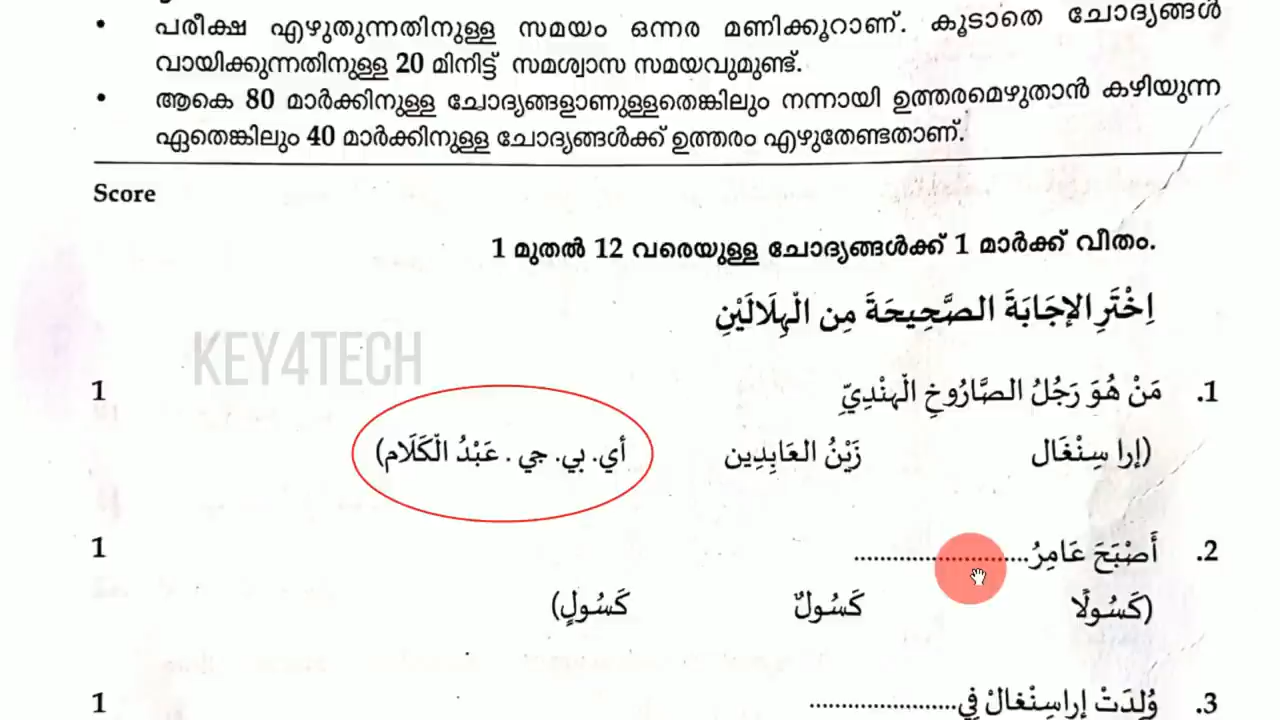 • പരീക്ഷ എഴുതുന്നതിനുള്ള സമയം ഒന്നര മണിക്കൂറാണ്. കൂടാതെ ചോദ്യങ്ങൾ
വായിക്കുന്നതിനുള്ള 20 മിനിട്ട് സമശ്വാസ സമയവുമുണ്ട്.
• ആകെ 80 മാർക്കിനുള്ള ചോദ്യങ്ങളാണുള്ളതെങ്കിലും നന്നായി ഉത്തരമെഴുതാൻ കഴിയുന്ന
ഏതെങ്കിലും 40 മാർക്കിനുള്ള ചോദ്യങ്ങൾക്ക് ഉത്തരം എഴുതേണ്ടതാണ്.
Score
1 മുതൽ 12 വരെയുള്ള ചോദ്യങ്ങൾക്ക് 1 മാർക്ക് വീതം.
اِخْتَرِ الإجَابَةَ الصَّحِيحَةَ مِن الْهِلَالَيْنِ
KEY4TECH
1. مَنْ هُوَ رَجُلُ الصَّارُوخِ الْهِنْدِيِّ 1
(إرا سِنْغَال زَيْنُ العَابِدِين أي. بي. جي . عَبْدُ الْكَلَام)
2. أَصْبَحَ عَامِرُ........................... 1
(كَسُولًا كَسُولٌ كَسُولٍ)
3. وُلِدَتْ إراسِنْغالْ فِي....................... 1